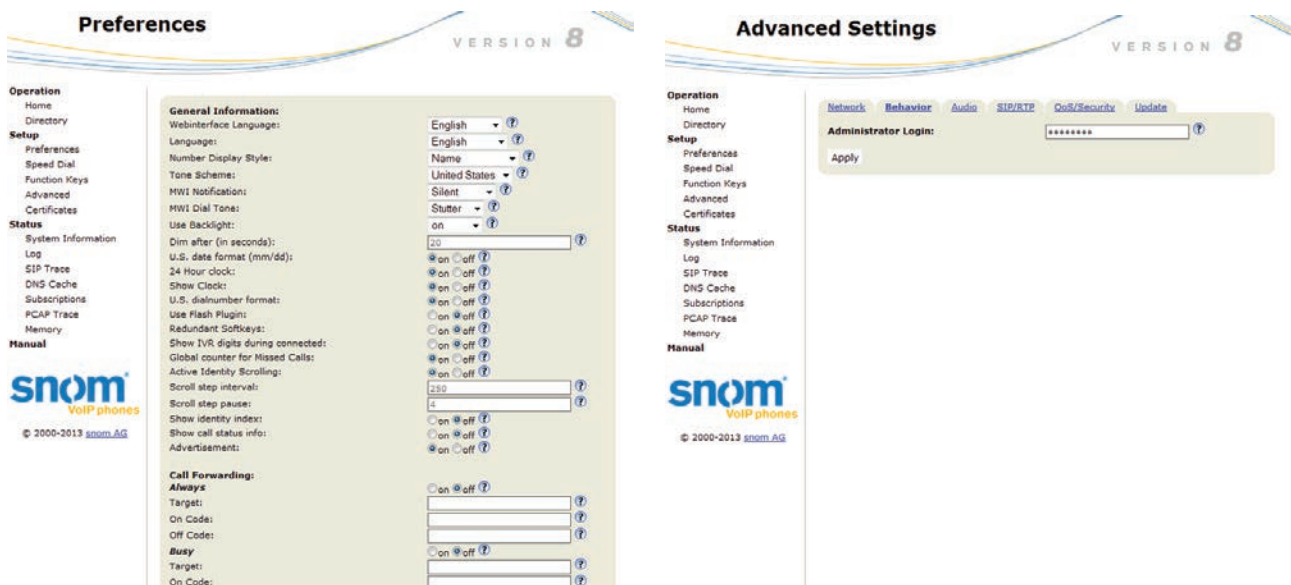 Preferences
VERSION 8
Operation
Home
Directory
Setup
Preferences
Speed Dial
Function Keys
Advanced
Certificates
Status
System Information
Log
SIP Trace
DNS Cache
Subscriptions
PCAP Trace
Memory
Manual
snom
VoIP phones
© 2000-2013 snom AG
General Information:
Webinterface Language: English
Language: English
Number Display Style: Name
Tone Scheme: United States
MWI Notification: Silent
MWI Dial Tone: Stutter
Use Backlight: on
Dim after (in seconds): 20
U.S. date format (mm/dd): on off
24 Hour clock: on off
Show Clock: on off
U.S. dialnumber format: on off
Use Flash Plugin: on off
Redundant Softkeys: on off
Show IVR digits during connected: on off
Global counter for Missed Calls: on off
Active Identity Scrolling: on off
Scroll step interval: 250
Scroll step pause: 4
Show identity index: on off
Show call status info: on off
Advertisement: on off
Call Forwarding:
Always on off
Target:
On Code:
Off Code:
Busy on off
Target:
On Code:
Advanced Settings
VERSION 8
Operation
Home
Directory
Setup
Preferences
Speed Dial
Function Keys
Advanced
Certificates
Status
System Information
Log
SIP Trace
DNS Cache
Subscriptions
PCAP Trace
Memory
Manual
snom
VoIP phones
© 2000-2013 snom AG
Network Behavior Audio SIP/RTP QoS/Security Update
Administrator Login: ********
Apply